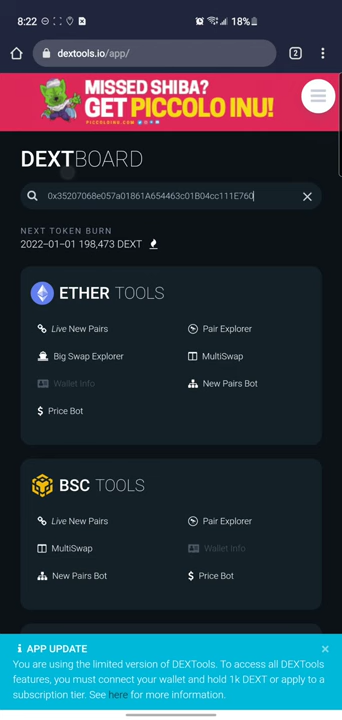 8:22 18%
dextools.io/app/ 2
MISSED SHIBA?
GET PICCOLO INU!
PICCOLOINU.COM
DEXTBOARD
0x35207068e057a01861A654463c01B04cc111E760
NEXT TOKEN BURN
2022-01-01 198,473 DEXT
ETHER TOOLS
Live New Pairs Pair Explorer
Big Swap Explorer MultiSwap
Wallet Info New Pairs Bot
Price Bot
BSC TOOLS
Live New Pairs Pair Explorer
MultiSwap Wallet Info
New Pairs Bot Price Bot
APP UPDATE
You are using the limited version of DEXTools. To access all DEXTools
features, you must connect your wallet and hold 1k DEXT or apply to a
subscription tier. See here for more information.